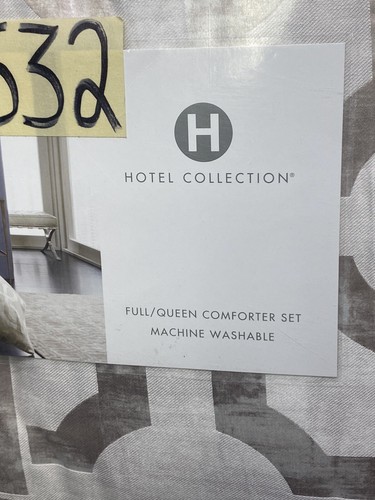 532
H
HOTEL COLLECTION®
FULL/QUEEN COMFORTER SET
MACHINE WASHABLE